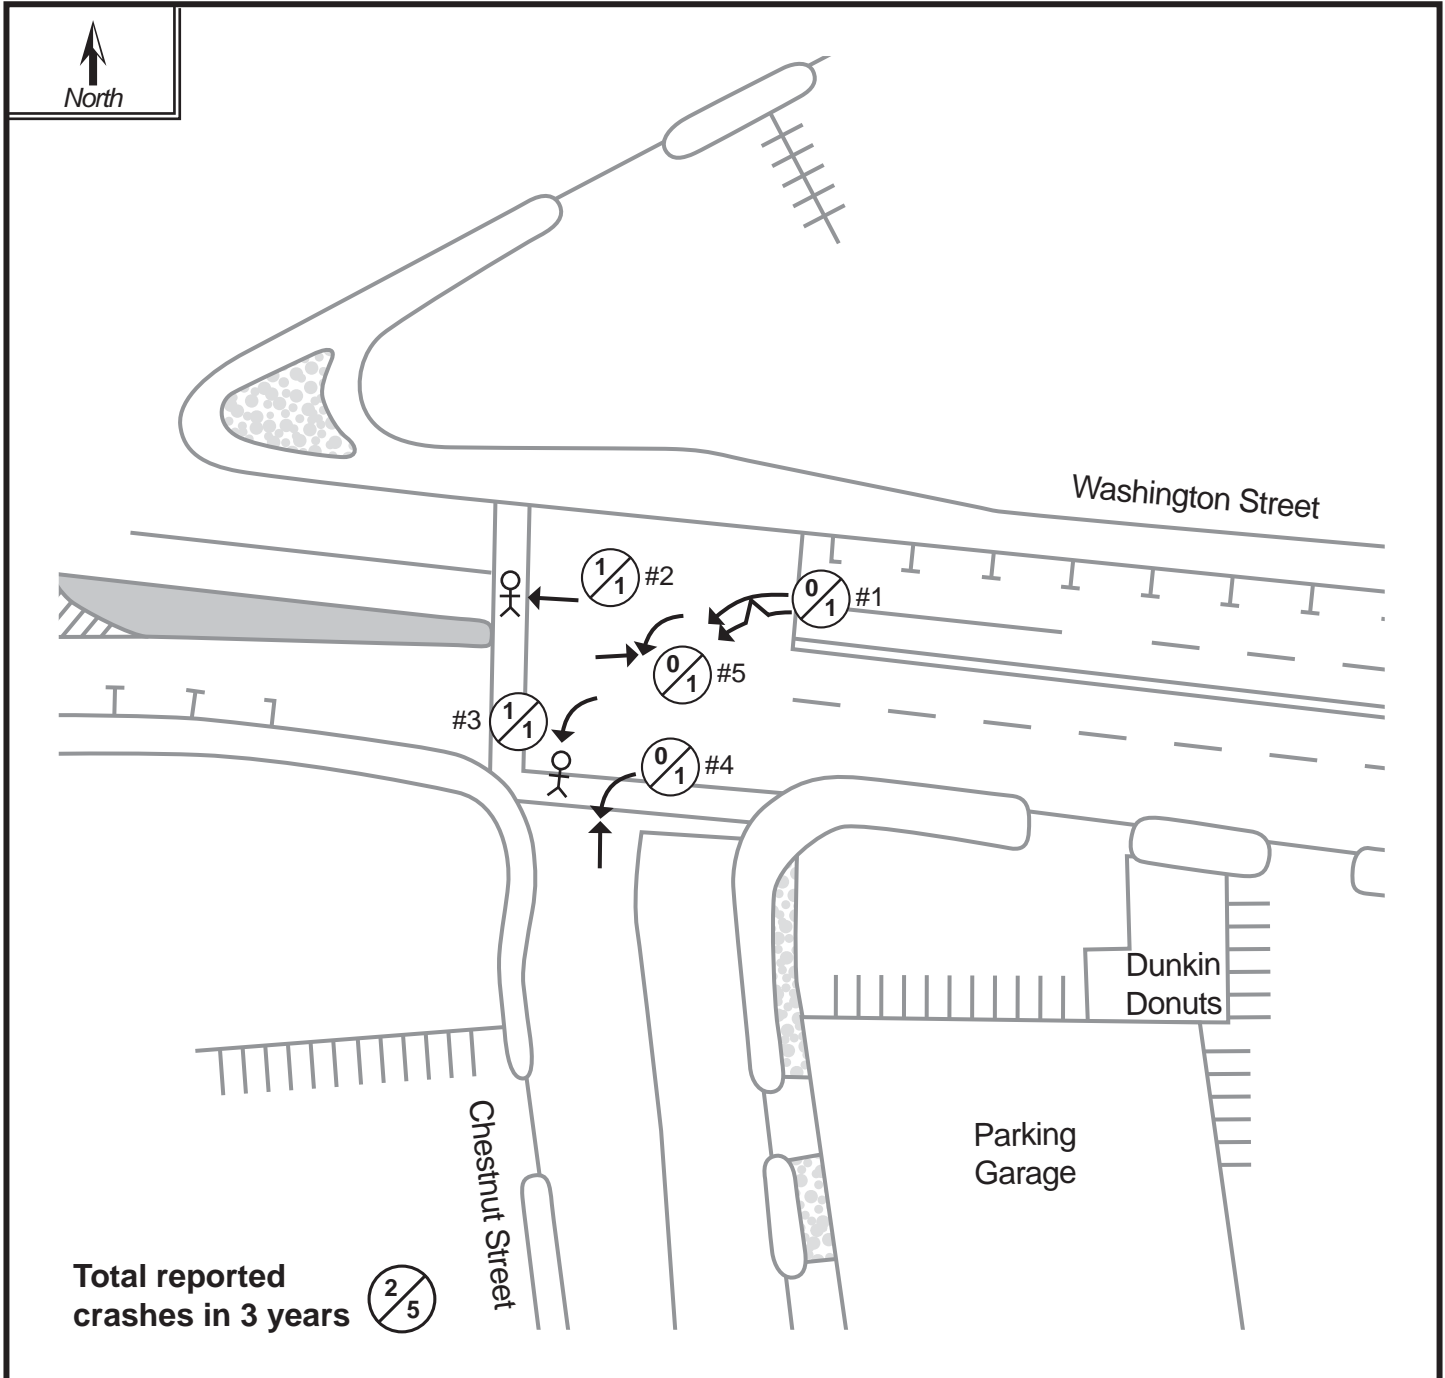 North
Washington Street
1/1 #2
0/1 #1
0/1 #5
#3 1/1
0/1 #4
Dunkin
Donuts
Parking
Garage
Chestnut Street
Total reported
crashes in 3 years 2/5